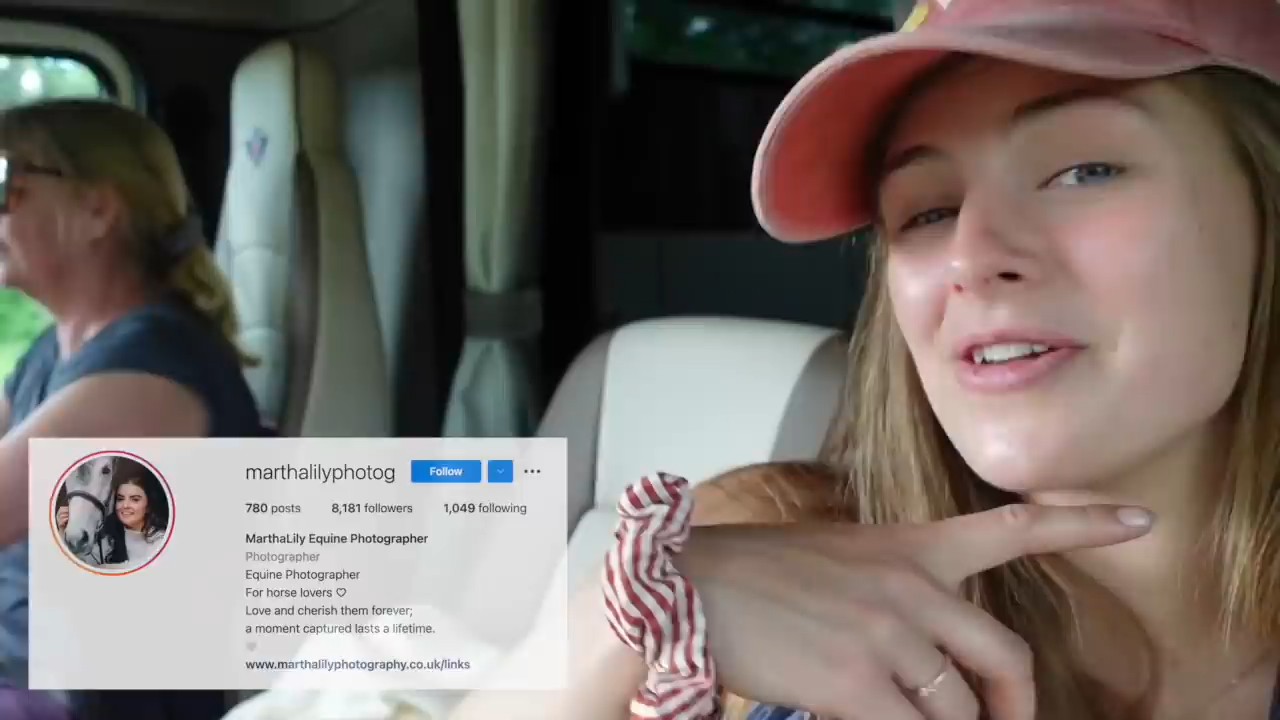 marthalilyphotog Follow
780 posts 8,181 followers 1,049 following
MarthaLily Equine Photographer
Photographer
Equine Photographer
For horse lovers ♡
Love and cherish them forever;
a moment captured lasts a lifetime.
www.marthalilyphotography.co.uk/links